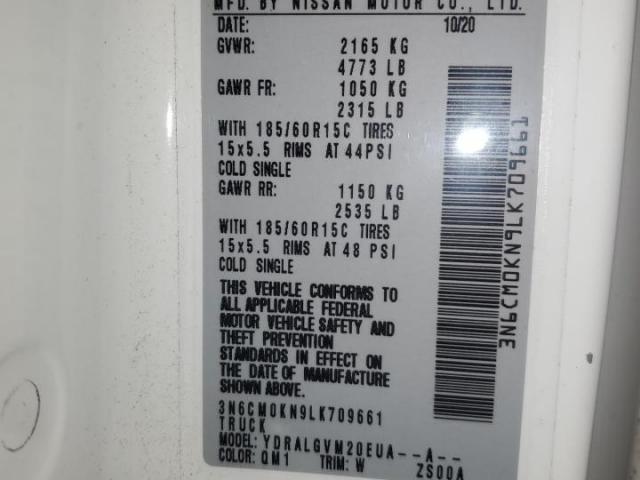 MFD. BY NISSAN MOTOR CO., LTD.
DATE: 10/20
GVWR: 2165 KG
4773 LB
GAWR FR: 1050 KG
2315 LB
WITH 185/60R15C TIRES
15x5.5 RIMS AT 44PSI
COLD SINGLE
GAWR RR: 1150 KG
2535 LB
WITH 185/60R15C TIRES
15x5.5 RIMS AT 48 PSI
COLD SINGLE
THIS VEHICLE CONFORMS TO
ALL APPLICABLE FEDERAL
MOTOR VEHICLE SAFETY AND
THEFT PREVENTION
STANDARDS IN EFFECT ON
THE DATE OF MANUFACTURE
SHOWN ABOVE.
3N6CM0KN9LK709661
TRUCK
MODEL: YDRALGVM20EUA--A--
COLOR: QM1 TRIM: W ZS00A
3N6CM0KN9LK709661